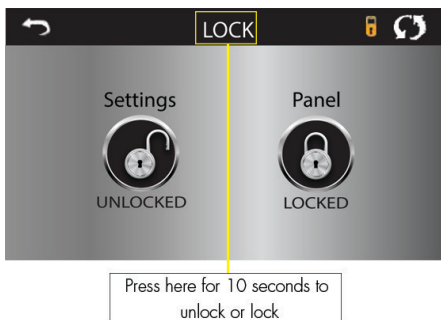 LOCK
Settings
Panel
UNLOCKED
LOCKED
Press here for 10 seconds to
unlock or lock